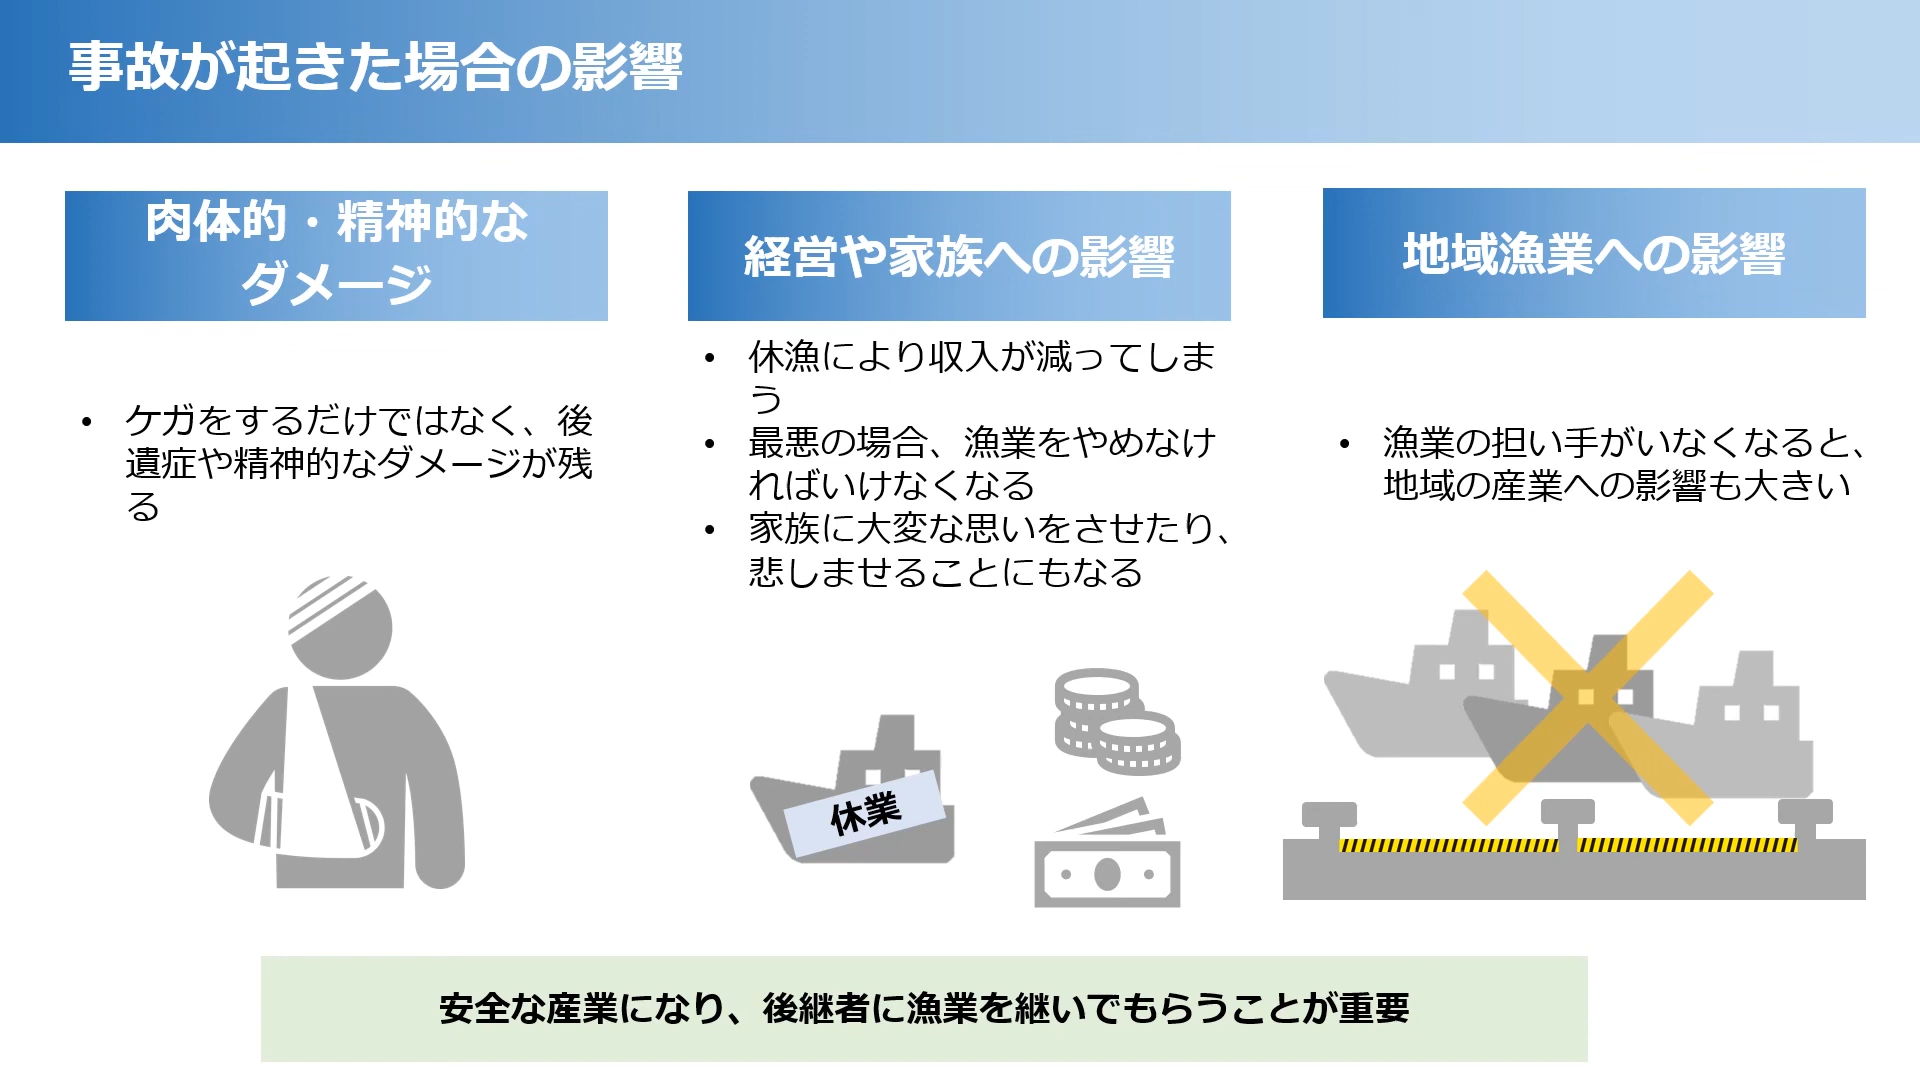 事故が起きた場合の影響
肉体的・精神的な
ダメージ
• ケガをするだけではなく、後
遺症や精神的なダメージが残
る
経営や家族への影響
• 休漁により収入が減ってしま
う
• 最悪の場合、漁業をやめなけ
ればいけなくなる
• 家族に大変な思いをさせたり、
悲しませることにもなる
休業
地域漁業への影響
• 漁業の担い手がいなくなると、
地域の産業への影響も大きい
安全な産業になり、後継者に漁業を継いでもらうことが重要